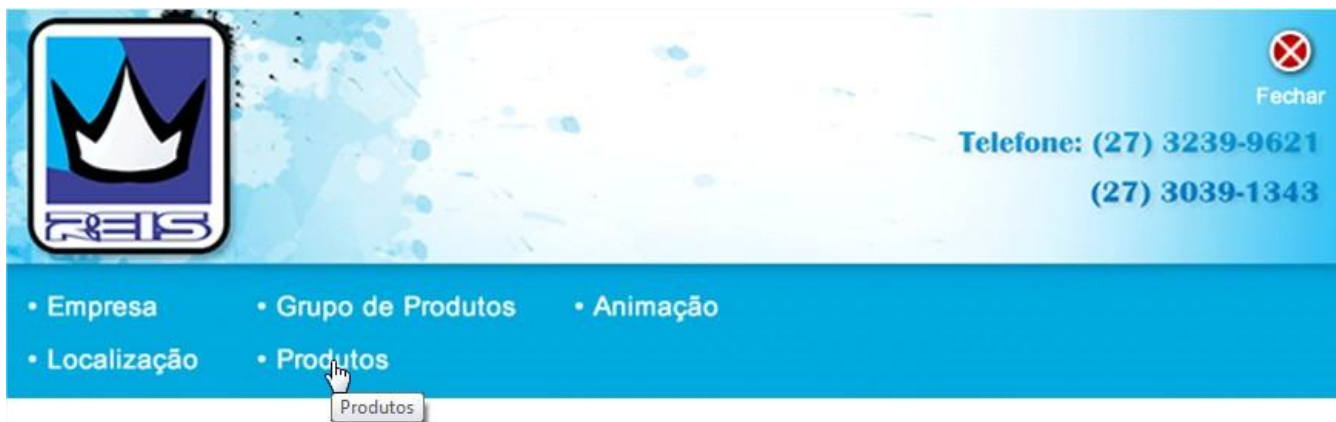 REIS
Fechar
Telefone: (27) 3239-9621
(27) 3039-1343
• Empresa • Grupo de Produtos • Animação
• Localização • Produtos
Produtos